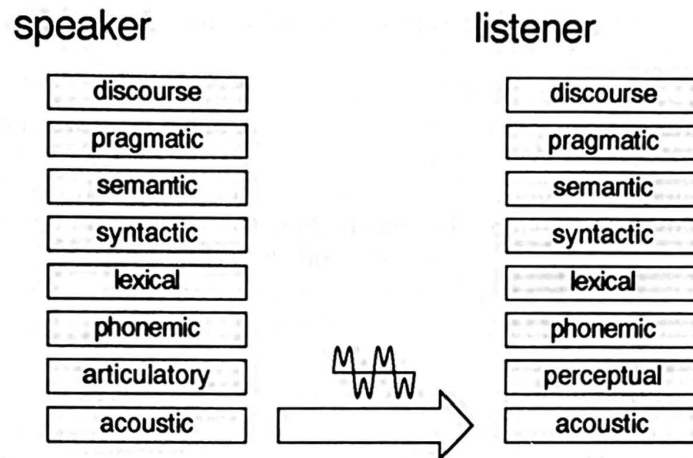 speaker
discourse
pragmatic
semantic
syntactic
lexical
phonemic
articulatory
acoustic
listener
discourse
pragmatic
semantic
syntactic
lexical
phonemic
perceptual
acoustic